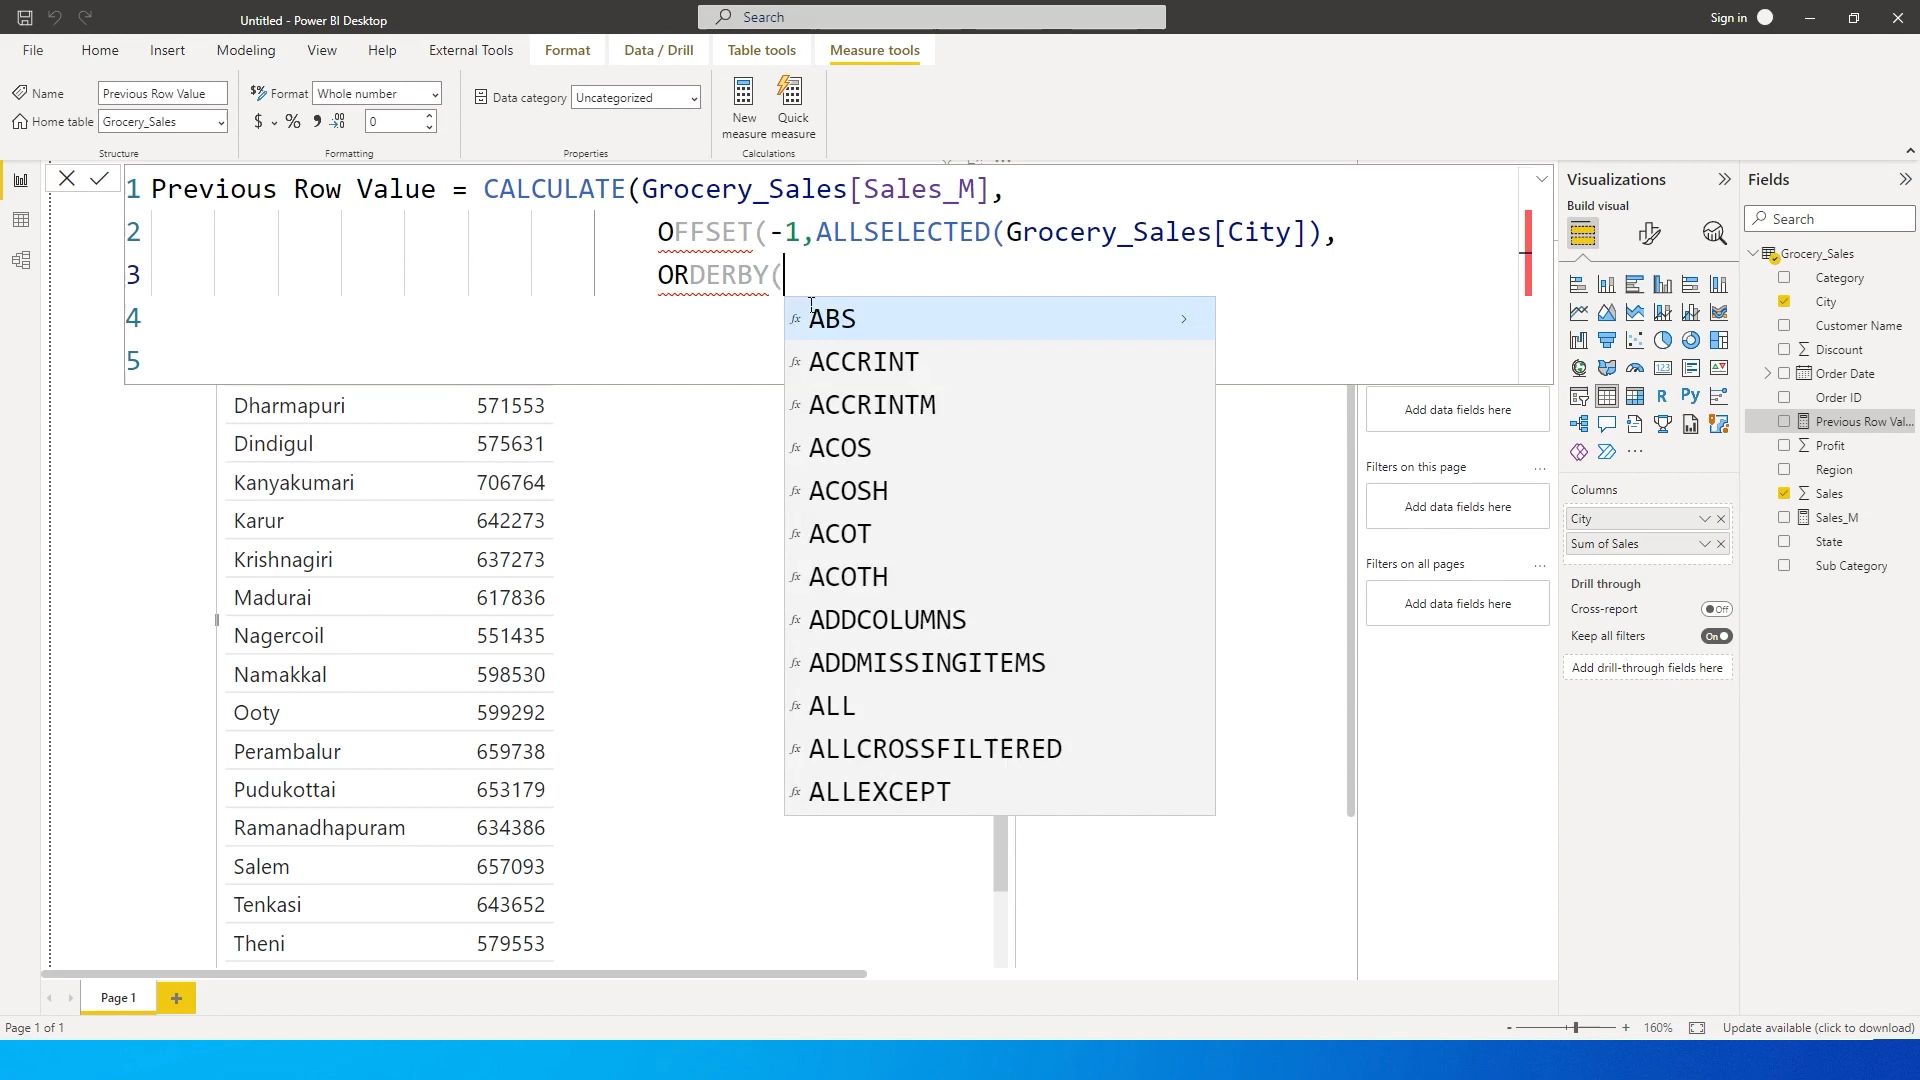 Untitled - Power BI Desktop
Search
Sign in
File Home Insert Modeling View Help External Tools Format Data / Drill Table tools Measure tools
Name Previous Row Value
Home table Grocery_Sales
Structure
Format Whole number
$ % 0
Formatting
Data category Uncategorized
Properties
New measure
Quick measure
Calculations
1 Previous Row Value = CALCULATE(Grocery_Sales[Sales_M],
2 OFFSET(-1,ALLSELECTED(Grocery_Sales[City]),
3 ORDERBY(
4
5
ABS
ACCRINT
ACCRINTM
ACOS
ACOSH
ACOT
ACOTH
ADDCOLUMNS
ADDMISSINGITEMS
ALL
ALLCROSSFILTERED
ALLEXCEPT
Dharmapuri 571553
Dindigul 575631
Kanyakumari 706764
Karur 642273
Krishnagiri 637273
Madurai 617836
Nagercoil 551435
Namakkal 598530
Ooty 599292
Perambalur 659738
Pudukottai 653179
Ramanadhapuram 634386
Salem 657093
Tenkasi 643652
Theni 579553
Add data fields here
Filters on this page ...
Add data fields here
Filters on all pages ...
Add data fields here
Visualizations
Build visual
R Py
123
...
Columns
City
Sum of Sales
Drill through
Cross-report Off
Keep all filters On
Add drill-through fields here
Fields
Search
Grocery_Sales
Category
City
Customer Name
Discount
Order Date
Order ID
Previous Row Val...
Profit
Region
Sales
Sales_M
State
Sub Category
Page 1
+
Page 1 of 1
- + 160%
Update available (click to download)